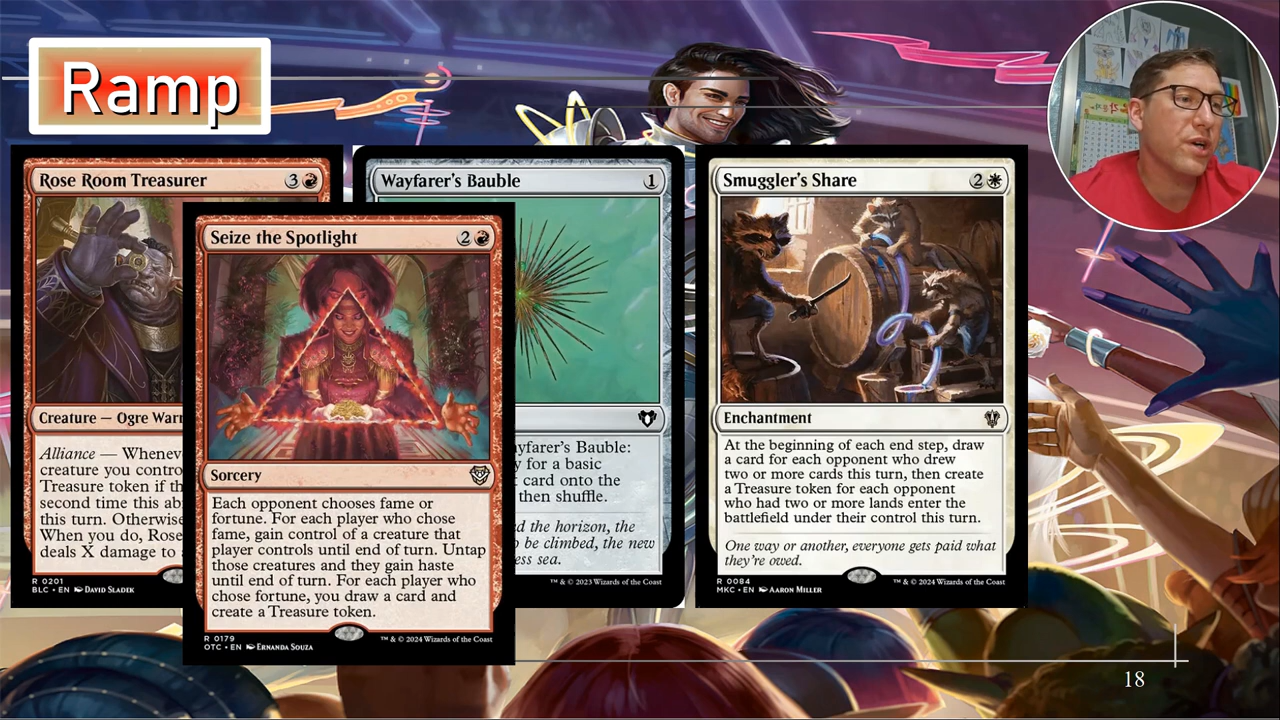 Ramp
Rose Room Treasurer 3
Creature — Ogre Warr
Alliance — Whenev
creature you contro
Treasure token if th
second time this ab
this turn. Otherwise
When you do, Rose
deals X damage to
R 0201
BLC • EN DAVID SLADEK
Seize the Spotlight 2
Sorcery
Each opponent chooses fame or
fortune. For each player who chose
fame, gain control of a creature that
player controls until end of turn. Untap
those creatures and they gain haste
until end of turn. For each player who
chose fortune, you draw a card and
create a Treasure token.
R 0179
OTC • EN ERNANDA SOUZA
™ & © 2024 Wizards of the Coast
Wayfarer's Bauble 1
ayfarer's Bauble:
y for a basic
t card onto the
then shuffle.
d the horizon, the
o be climbed, the new
ess sea.
™ & © 2023 Wizards of the Coast
Smuggler's Share 2
Enchantment
At the beginning of each end step, draw
a card for each opponent who drew
two or more cards this turn, then create
a Treasure token for each opponent
who had two or more lands enter the
battlefield under their control this turn.
One way or another, everyone gets paid what
they're owed.
R 0084
MKC • EN AARON MILLER
™ & © 2024 Wizards of the Coast
18